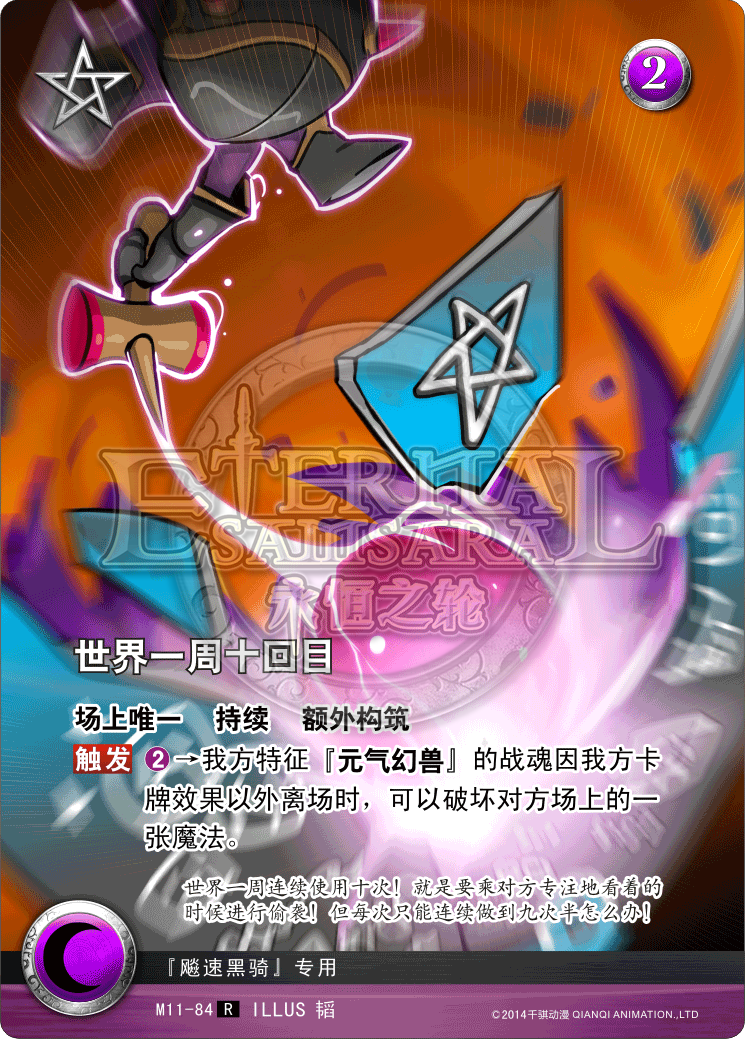 2
ETERNAL
SAMSARA
永恒之轮
世界一周十回目
场上唯一 持续 额外构筑
触发 ❷→我方特征『元气幻兽』的战魂因我方卡
牌效果以外离场时，可以破坏对方场上的一
张魔法。
世界一周连续使用十次！就是要乘对方专注地看着的
时候进行偷袭！但每次只能连续做到九次半怎么办！
『飚速黑骑』专用
M11-84 R ILLUS 韬
©2014千骐动漫 QIANQI ANIMATION.,LTD